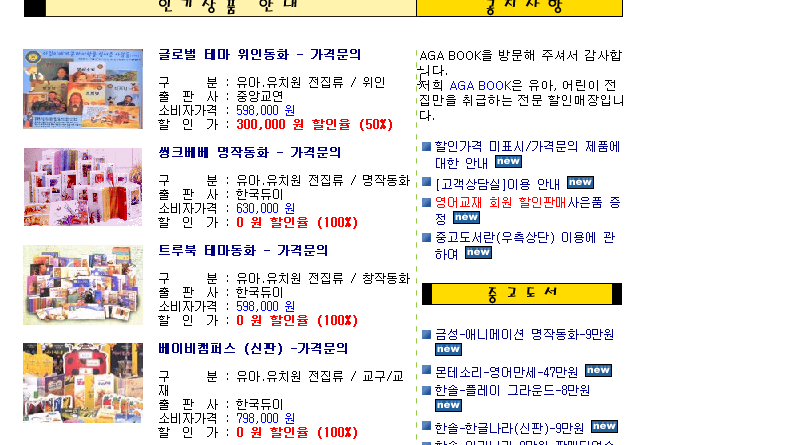 인기상품 안내
공지사항
글로벌 테마 위인동화 - 가격문의
구 분 : 유아.유치원 전집류 / 위인
출 판 사 : 중앙교연
소비자가격 : 598,000 원
할 인 가 : 300,000 원 할인율 (50%)
씽크베베 명작동화 - 가격문의
구 분 : 유아.유치원 전집류 / 명작동화
출 판 사 : 한국듀이
소비자가격 : 630,000 원
할 인 가 : 0 원 할인율 (100%)
트루북 테마동화 - 가격문의
구 분 : 유아.유치원 전집류 / 창작동화
출 판 사 : 한국듀이
소비자가격 : 598,000 원
할 인 가 : 0 원 할인율 (100%)
베이비캠퍼스 (신판) -가격문의
구 분 : 유아.유치원 전집류 / 교구/교
재
출 판 사 : 한국듀이
소비자가격 : 798,000 원
할 인 가 : 0 원 할인율 (100%)
AGA BOOK을 방문해 주셔서 감사합
니다.
저희 AGA BOOK은 유아, 어린이 전
집만을 취급하는 전문 할인매장입니
다.
할인가격 미표시/가격문의 제품에
대한 안내 new
[고객상담실]이용 안내 new
영어교재 회원 할인판매사은품 증
정 new
중고도서란(우측상단) 이용에 관
하여 new
중고도서
금성-애니메이션 명작동화-9만원
new
몬테소리-영어만세-47만원 new
한솔-플레이 그라운드-8만원
new
한솔-한글나라(신판)-9만원 new